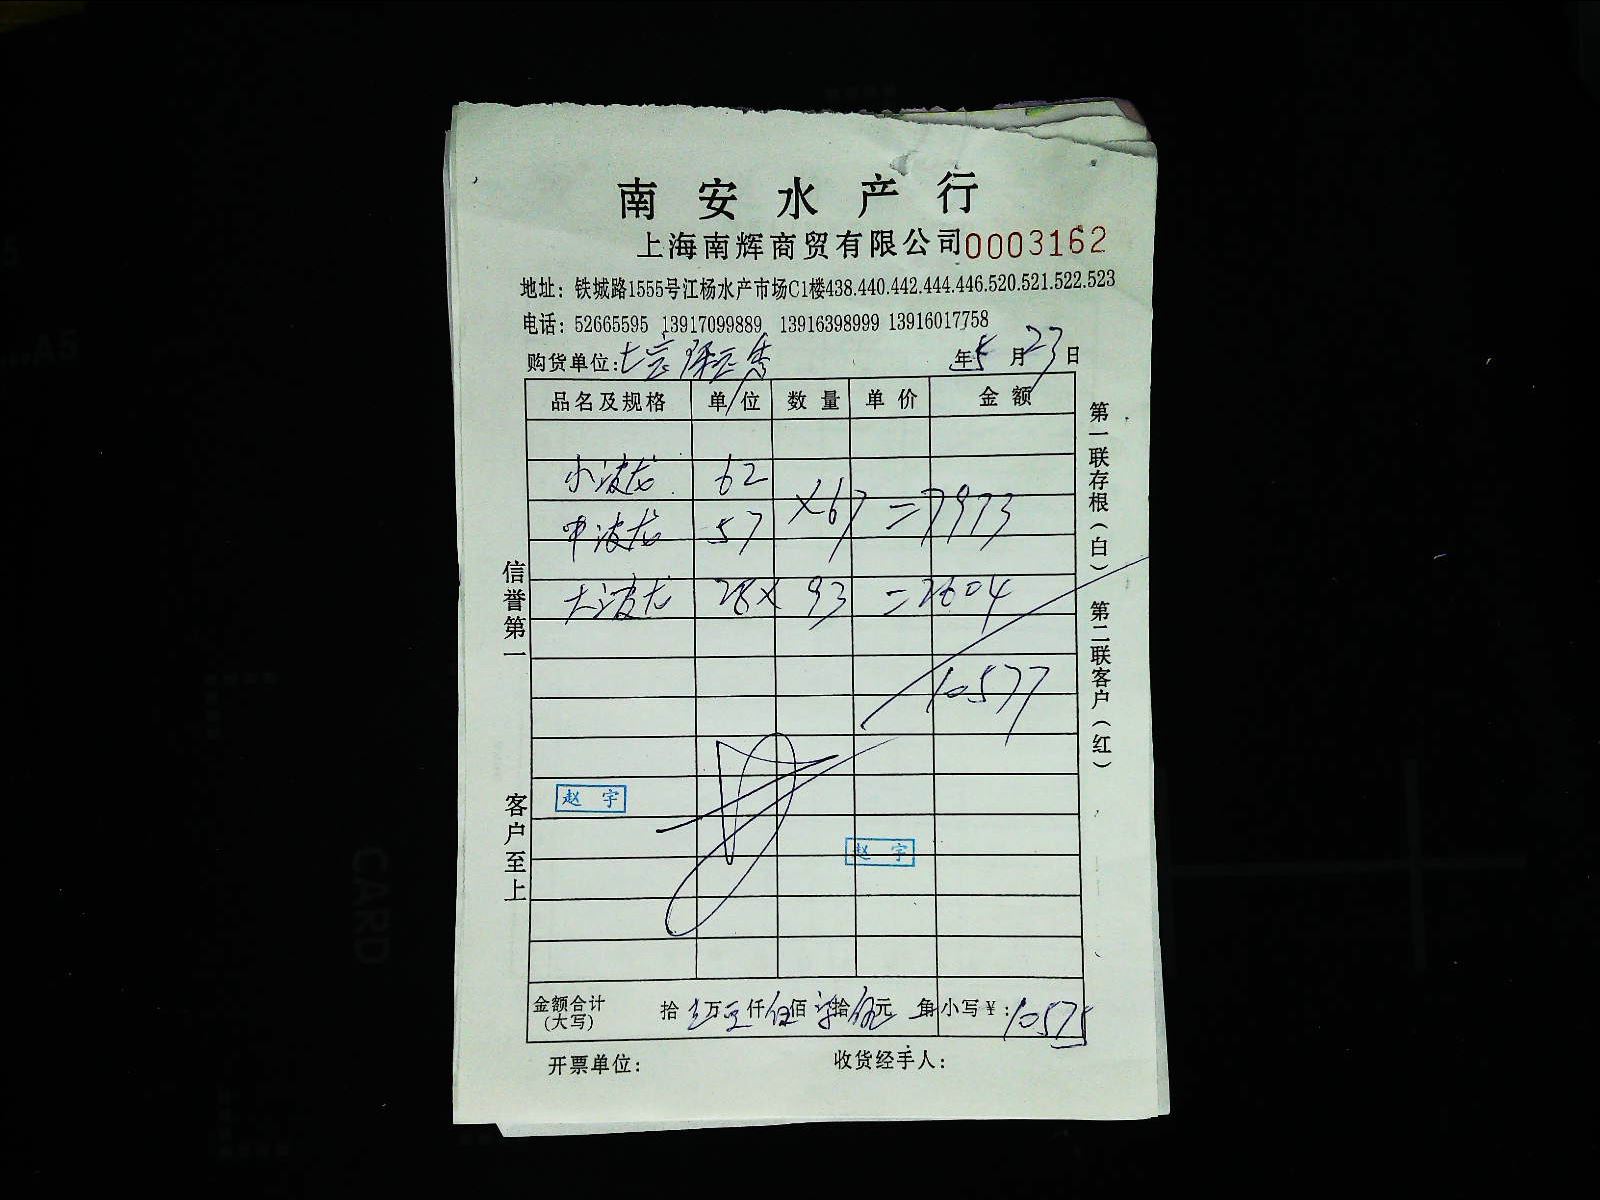 南安水产行
上海南辉商贸有限公司 0003162
地址：铁城路1555号江杨水产市场C1楼438.440.442.444.446.520.521.522.523
电话：52665595 13917099889 13916398999 13916017758
购货单位： 年5月23日
品名及规格 单位 数量 单价 金额
小波龙 62
×67 =7973
中波龙 57
大波龙 28× 93 =2604
10577
赵宇
赵宇
金额合计(大写) 拾 万 仟伍佰 拾伍元 角 小写￥：10575
开票单位： 收货经手人：
信誉第一 客户至上
第一联存根(白) 第二联客户(红)